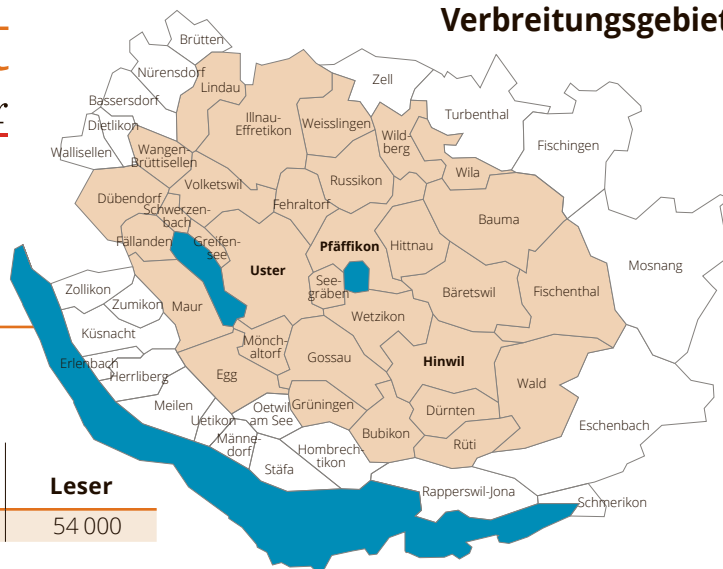 Verbreitungsgebiet
Brütten
Nürensdorf
Zell
Lindau
Bassersdorf
Turbenthal
Illnau-
Effretikon
Weisslingen
Dietlikon
Wild-
berg
Fischingen
Wallisellen
Wangen-
Brüttisellen
Wila
Volketswil
Russikon
Dübendorf
Fehraltorf
Schwerzen-
bach
Bauma
Fällanden
Greifen-
see
Pfäffikon
Hittnau
Mosnang
Uster
See-
gräben
Zollikon
Bäretswil
Fischenthal
Zumikon
Maur
Wetzikon
Küsnacht
Mönch-
altorf
Gossau
Hinwil
Erlenbach
Herrliberg
Egg
Wald
Meilen
Oetwil
am See
Grüningen
Dürnten
Uetikon
Eschenbach
Männe-
dorf
Bubikon
Rüti
Hombrech-
tikon
Stäfa
Leser
Rapperswil-Jona
Schmerikon
54 000